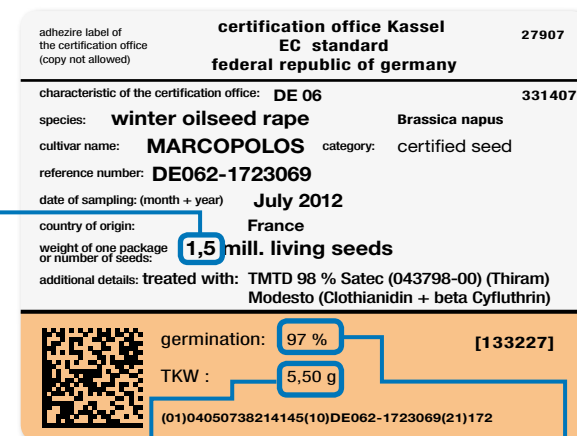 adhezire label of
the certification office
(copy not allowed)
certification office Kassel
EC standard
federal republic of germany
27907
characteristic of the certification office: DE 06 331407
species: winter oilseed rape Brassica napus
cultivar name: MARCOPOLOS category: certified seed
reference number: DE062-1723069
date of sampling: (month + year) July 2012
country of origin: France
weight of one package
or number of seeds: 1,5 mill. living seeds
additional details: treated with: TMTD 98 % Satec (043798-00) (Thiram)
Modesto (Clothianidin + beta Cyfluthrin)
germination: 97 % [133227]
TKW : 5,50 g
(01)04050738214145(10)DE062-1723069(21)172